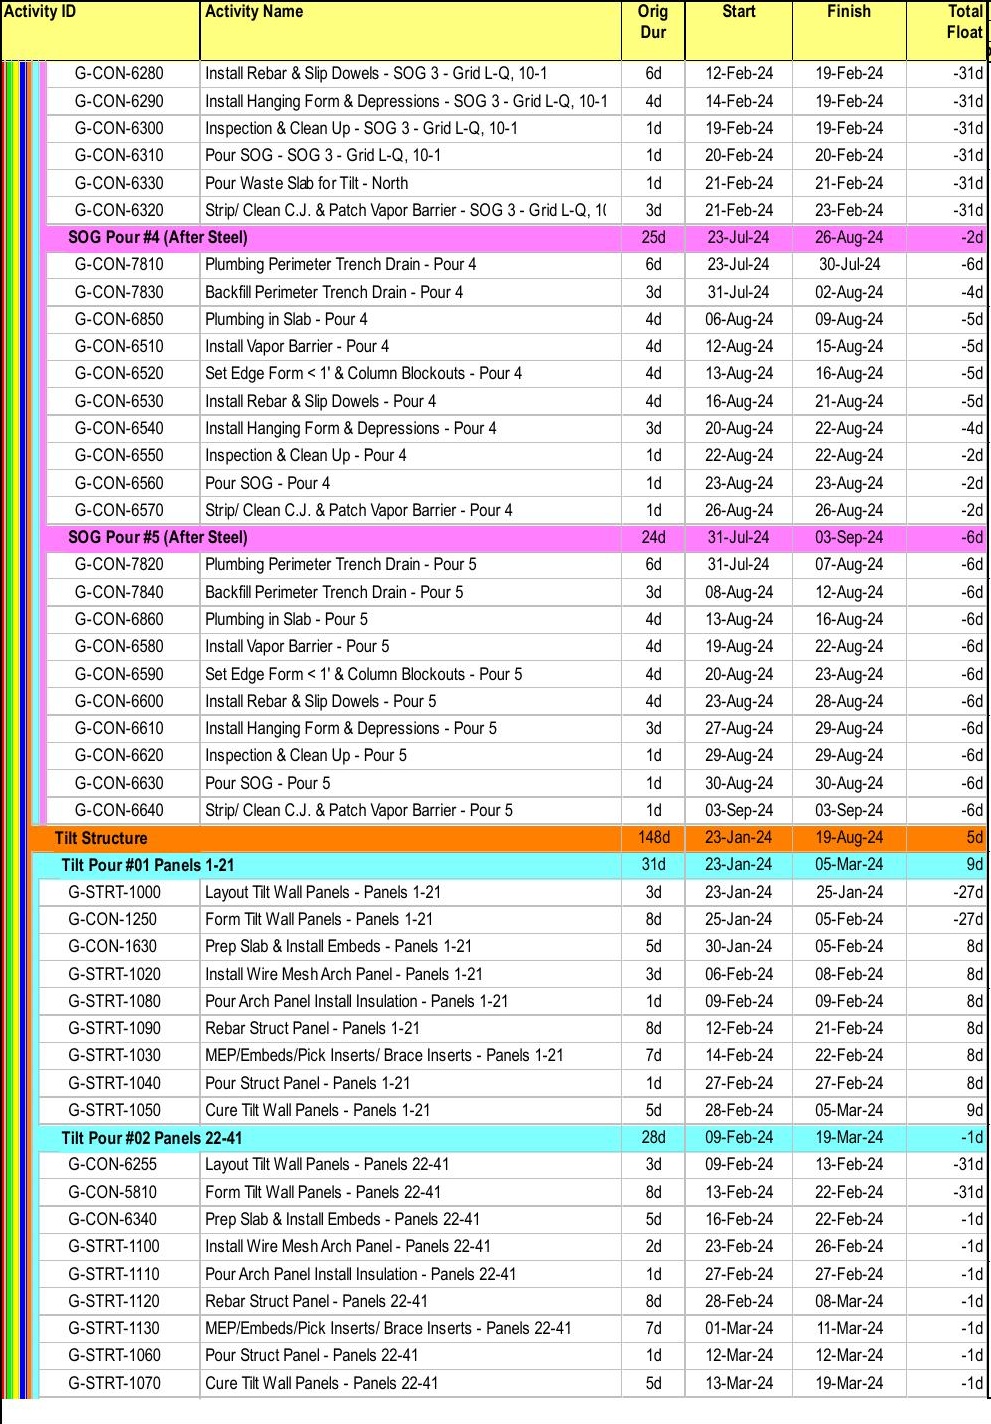 Activity ID Activity Name Orig Dur Start Finish Total Float
G-CON-6280 Install Rebar & Slip Dowels - SOG 3 - Grid L-Q, 10-1 6d 12-Feb-24 19-Feb-24 -31d
G-CON-6290 Install Hanging Form & Depressions - SOG 3 - Grid L-Q, 10-1 4d 14-Feb-24 19-Feb-24 -31d
G-CON-6300 Inspection & Clean Up - SOG 3 - Grid L-Q, 10-1 1d 19-Feb-24 19-Feb-24 -31d
G-CON-6310 Pour SOG - SOG 3 - Grid L-Q, 10-1 1d 20-Feb-24 20-Feb-24 -31d
G-CON-6330 Pour Waste Slab for Tilt - North 1d 21-Feb-24 21-Feb-24 -31d
G-CON-6320 Strip/ Clean C.J. & Patch Vapor Barrier - SOG 3 - Grid L-Q, 1( 3d 21-Feb-24 23-Feb-24 -31d
SOG Pour #4 (After Steel) 25d 23-Jul-24 26-Aug-24 -2d
G-CON-7810 Plumbing Perimeter Trench Drain - Pour 4 6d 23-Jul-24 30-Jul-24 -6d
G-CON-7830 Backfill Perimeter Trench Drain - Pour 4 3d 31-Jul-24 02-Aug-24 -4d
G-CON-6850 Plumbing in Slab - Pour 4 4d 06-Aug-24 09-Aug-24 -5d
G-CON-6510 Install Vapor Barrier - Pour 4 4d 12-Aug-24 15-Aug-24 -5d
G-CON-6520 Set Edge Form < 1' & Column Blockouts - Pour 4 4d 13-Aug-24 16-Aug-24 -5d
G-CON-6530 Install Rebar & Slip Dowels - Pour 4 4d 16-Aug-24 21-Aug-24 -5d
G-CON-6540 Install Hanging Form & Depressions - Pour 4 3d 20-Aug-24 22-Aug-24 -4d
G-CON-6550 Inspection & Clean Up - Pour 4 1d 22-Aug-24 22-Aug-24 -2d
G-CON-6560 Pour SOG - Pour 4 1d 23-Aug-24 23-Aug-24 -2d
G-CON-6570 Strip/ Clean C.J. & Patch Vapor Barrier - Pour 4 1d 26-Aug-24 26-Aug-24 -2d
SOG Pour #5 (After Steel) 24d 31-Jul-24 03-Sep-24 -6d
G-CON-7820 Plumbing Perimeter Trench Drain - Pour 5 6d 31-Jul-24 07-Aug-24 -6d
G-CON-7840 Backfill Perimeter Trench Drain - Pour 5 3d 08-Aug-24 12-Aug-24 -6d
G-CON-6860 Plumbing in Slab - Pour 5 4d 13-Aug-24 16-Aug-24 -6d
G-CON-6580 Install Vapor Barrier - Pour 5 4d 19-Aug-24 22-Aug-24 -6d
G-CON-6590 Set Edge Form < 1' & Column Blockouts - Pour 5 4d 20-Aug-24 23-Aug-24 -6d
G-CON-6600 Install Rebar & Slip Dowels - Pour 5 4d 23-Aug-24 28-Aug-24 -6d
G-CON-6610 Install Hanging Form & Depressions - Pour 5 3d 27-Aug-24 29-Aug-24 -6d
G-CON-6620 Inspection & Clean Up - Pour 5 1d 29-Aug-24 29-Aug-24 -6d
G-CON-6630 Pour SOG - Pour 5 1d 30-Aug-24 30-Aug-24 -6d
G-CON-6640 Strip/ Clean C.J. & Patch Vapor Barrier - Pour 5 1d 03-Sep-24 03-Sep-24 -6d
Tilt Structure 148d 23-Jan-24 19-Aug-24 5d
Tilt Pour #01 Panels 1-21 31d 23-Jan-24 05-Mar-24 9d
G-STRT-1000 Layout Tilt Wall Panels - Panels 1-21 3d 23-Jan-24 25-Jan-24 -27d
G-CON-1250 Form Tilt Wall Panels - Panels 1-21 8d 25-Jan-24 05-Feb-24 -27d
G-CON-1630 Prep Slab & Install Embeds - Panels 1-21 5d 30-Jan-24 05-Feb-24 8d
G-STRT-1020 Install Wire Mesh Arch Panel - Panels 1-21 3d 06-Feb-24 08-Feb-24 8d
G-STRT-1080 Pour Arch Panel Install Insulation - Panels 1-21 1d 09-Feb-24 09-Feb-24 8d
G-STRT-1090 Rebar Struct Panel - Panels 1-21 8d 12-Feb-24 21-Feb-24 8d
G-STRT-1030 MEP/Embeds/Pick Inserts/ Brace Inserts - Panels 1-21 7d 14-Feb-24 22-Feb-24 8d
G-STRT-1040 Pour Struct Panel - Panels 1-21 1d 27-Feb-24 27-Feb-24 8d
G-STRT-1050 Cure Tilt Wall Panels - Panels 1-21 5d 28-Feb-24 05-Mar-24 9d
Tilt Pour #02 Panels 22-41 28d 09-Feb-24 19-Mar-24 -1d
G-CON-6255 Layout Tilt Wall Panels - Panels 22-41 3d 09-Feb-24 13-Feb-24 -31d
G-CON-5810 Form Tilt Wall Panels - Panels 22-41 8d 13-Feb-24 22-Feb-24 -31d
G-CON-6340 Prep Slab & Install Embeds - Panels 22-41 5d 16-Feb-24 22-Feb-24 -1d
G-STRT-1100 Install Wire Mesh Arch Panel - Panels 22-41 2d 23-Feb-24 26-Feb-24 -1d
G-STRT-1110 Pour Arch Panel Install Insulation - Panels 22-41 1d 27-Feb-24 27-Feb-24 -1d
G-STRT-1120 Rebar Struct Panel - Panels 22-41 8d 28-Feb-24 08-Mar-24 -1d
G-STRT-1130 MEP/Embeds/Pick Inserts/ Brace Inserts - Panels 22-41 7d 01-Mar-24 11-Mar-24 -1d
G-STRT-1060 Pour Struct Panel - Panels 22-41 1d 12-Mar-24 12-Mar-24 -1d
G-STRT-1070 Cure Tilt Wall Panels - Panels 22-41 5d 13-Mar-24 19-Mar-24 -1d